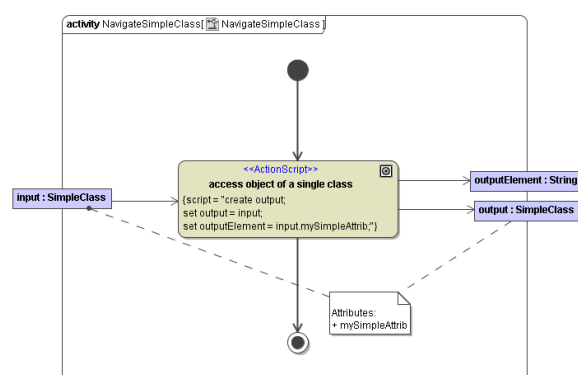 activity NavigateSimpleClass[ NavigateSimpleClass ]
<<ActionScript>>
access object of a single class
{script = "create output;
set output = input;
set outputElement = input.mySimpleAttrib;"}
input : SimpleClass
outputElement : String
output : SimpleClass
Attributes:
+ mySimpleAttrib